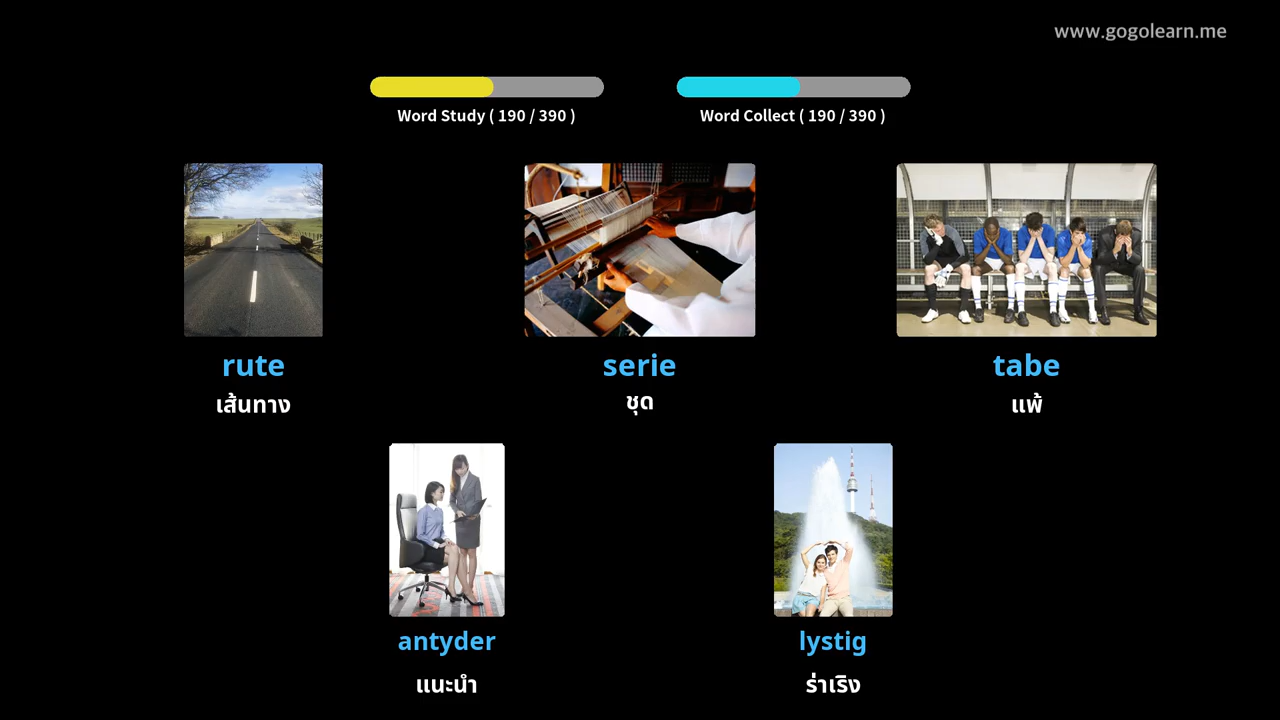 www.gogolearn.me
Word Study ( 190 / 390 )
Word Collect ( 190 / 390 )
rute
เส้นทาง
serie
ชุด
tabe
แพ้
antyder
แนะนำ
lystig
ร่าเริง